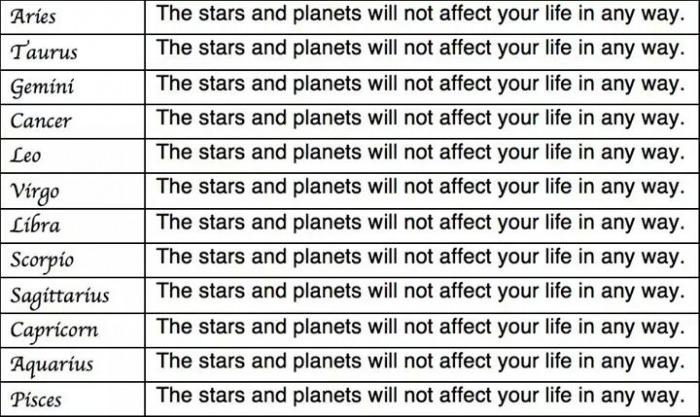 Aries The stars and planets will not affect your life in any way.
Taurus The stars and planets will not affect your life in any way.
Gemini The stars and planets will not affect your life in any way.
Cancer The stars and planets will not affect your life in any way.
Leo The stars and planets will not affect your life in any way.
Virgo The stars and planets will not affect your life in any way.
Libra The stars and planets will not affect your life in any way.
Scorpio The stars and planets will not affect your life in any way.
Sagittarius The stars and planets will not affect your life in any way.
Capricorn The stars and planets will not affect your life in any way.
Aquarius The stars and planets will not affect your life in any way.
Pisces The stars and planets will not affect your life in any way.